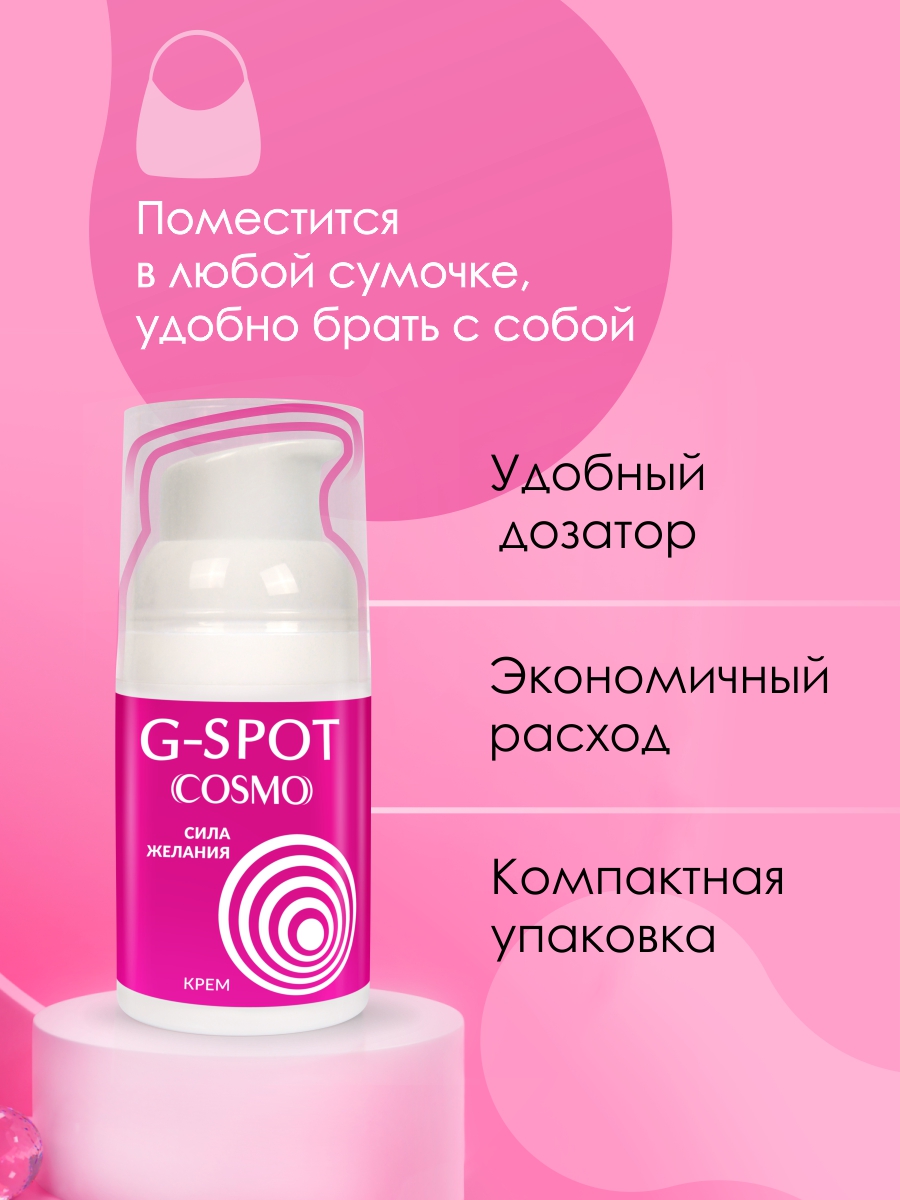 Поместится
в любой сумочке,
удобно брать с собой
Удобный
дозатор
Экономичный
расход
Компактная
упаковка
G-SPOT
COSMO
СИЛА
ЖЕЛАНИЯ
КРЕМ